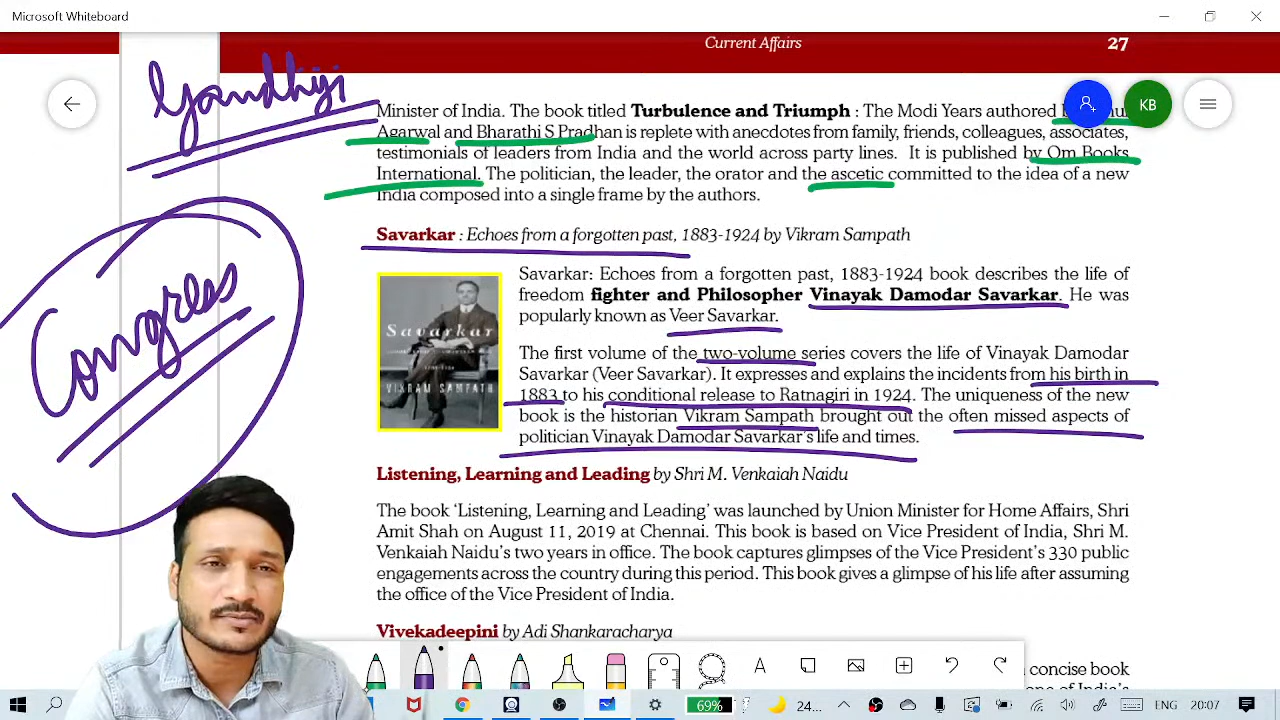 Microsoft Whiteboard
Current Affairs
27
Gandhiji
KB
Minister of India. The book titled Turbulence and Triumph : The Modi Years authored
Agarwal and Bharathi S Pradhan is replete with anecdotes from family, friends, colleagues, associates,
testimonials of leaders from India and the world across party lines. It is published by Om Books
International. The politician, the leader, the orator and the ascetic committed to the idea of a new
India composed into a single frame by the authors.
Savarkar : Echoes from a forgotten past, 1883-1924 by Vikram Sampath
Congress
Savarkar: Echoes from a forgotten past, 1883-1924 book describes the life of
freedom fighter and Philosopher Vinayak Damodar Savarkar. He was
popularly known as Veer Savarkar.
Savarkar
VIKRAM SAMPATH
The first volume of the two-volume series covers the life of Vinayak Damodar
Savarkar (Veer Savarkar). It expresses and explains the incidents from his birth in
1883 to his conditional release to Ratnagiri in 1924. The uniqueness of the new
book is the historian Vikram Sampath brought out the often missed aspects of
politician Vinayak Damodar Savarkar's life and times.
Listening, Learning and Leading by Shri M. Venkaiah Naidu
The book 'Listening, Learning and Leading' was launched by Union Minister for Home Affairs, Shri
Amit Shah on August 11, 2019 at Chennai. This book is based on Vice President of India, Shri M.
Venkaiah Naidu's two years in office. The book captures glimpses of the Vice President's 330 public
engagements across the country during this period. This book gives a glimpse of his life after assuming
the office of the Vice President of India.
Vivekadeepini by Adi Shankaracharya
concise book
one of India's
69%
24...
ENG
20:07